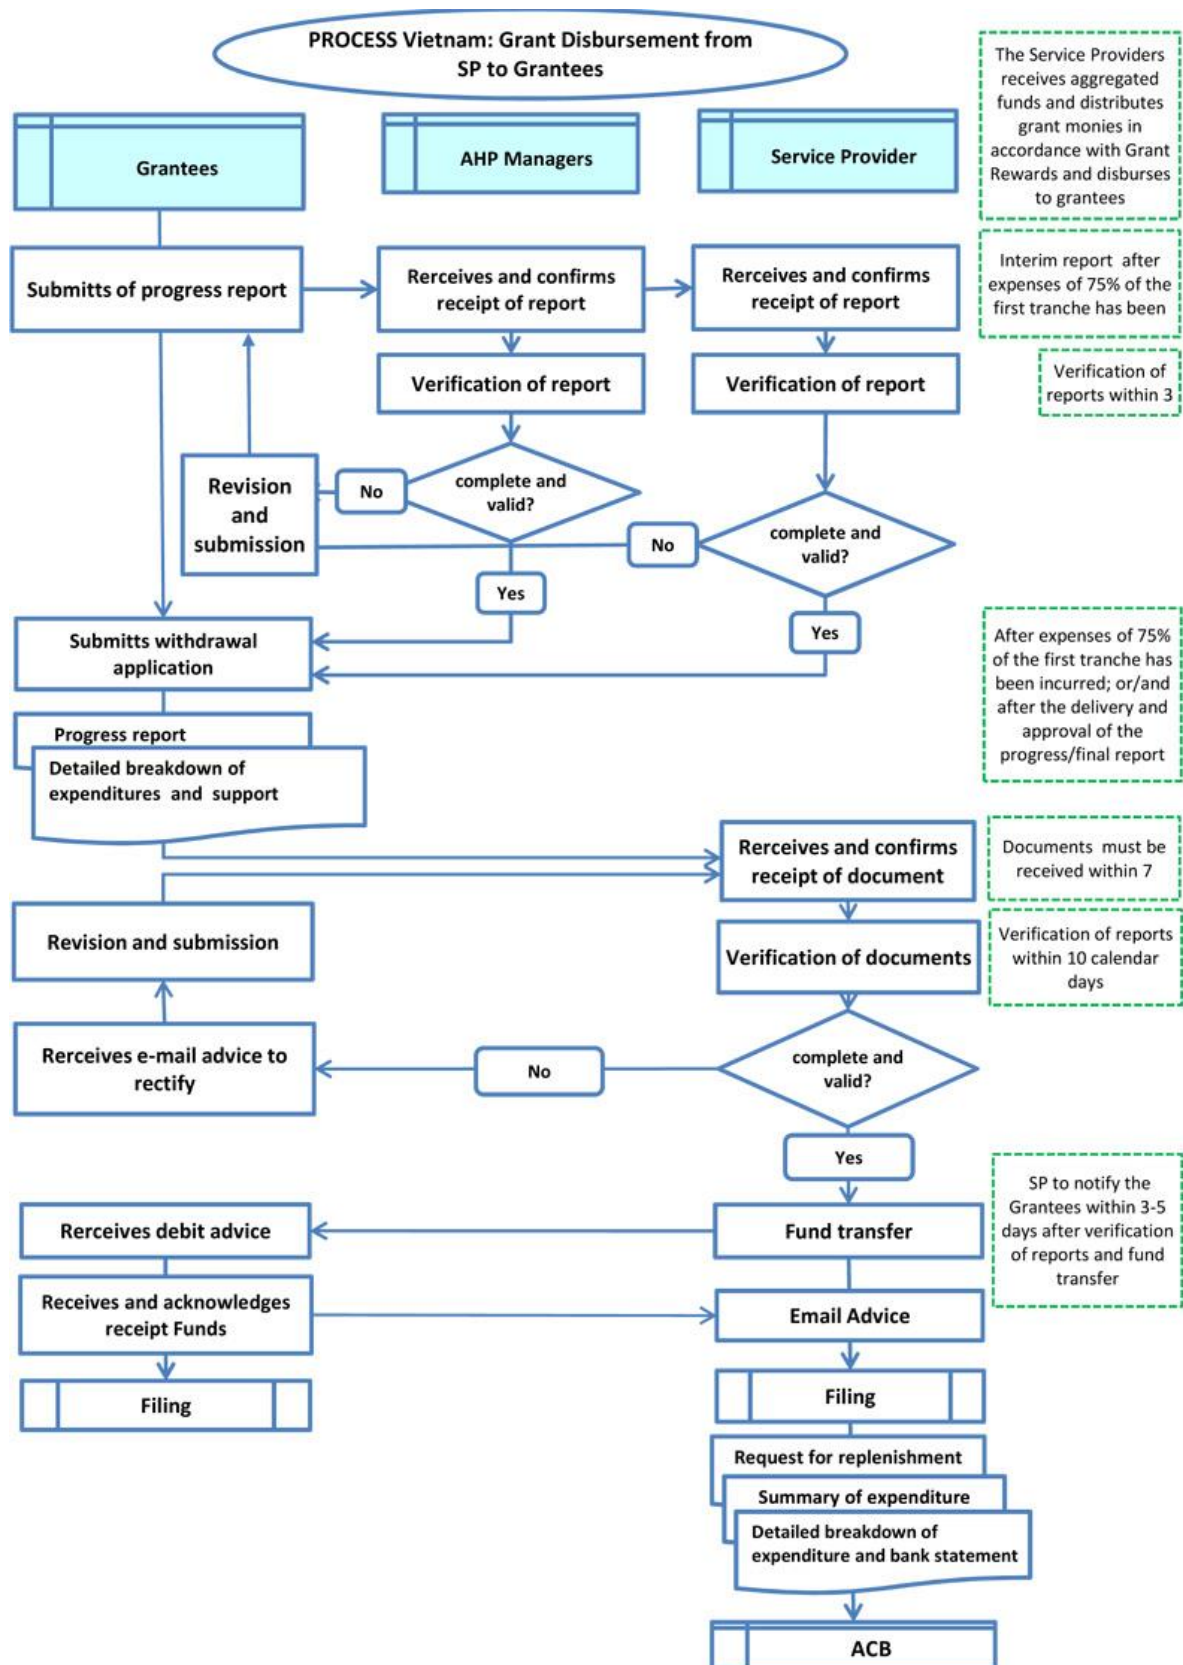 PROCESS Vietnam: Grant Disbursement from
SP to Grantees
The Service Providers
receives aggregated
funds and distributes
grant monies in
accordance with Grant
Rewards and disburses
to grantees
Grantees
AHP Managers
Service Provider
Submitts of progress report
Rerceives and confirms
receipt of report
Rerceives and confirms
receipt of report
Interim report after
expenses of 75% of the
first tranche has been
Verification of report
Verification of report
Verification of
reports within 3
Revision
and
submission
No
complete and
valid?
No
complete and
valid?
Yes
Yes
Submitts withdrawal
application
After expenses of 75%
of the first tranche has
been incurred; or/and
after the delivery and
approval of the
progress/final report
Progress report
Detailed breakdown of
expenditures and support
Rerceives and confirms
receipt of document
Documents must be
received within 7
Revision and submission
Verification of documents
Verification of reports
within 10 calendar
days
Rerceives e-mail advice to
rectify
No
complete and
valid?
Yes
SP to notify the
Grantees within 3-5
days after verification
of reports and fund
transfer
Rerceives debit advice
Fund transfer
Receives and acknowledges
receipt Funds
Email Advice
Filing
Filing
Request for replenishment
Summary of expenditure
Detailed breakdown of
expenditure and bank statement
ACB